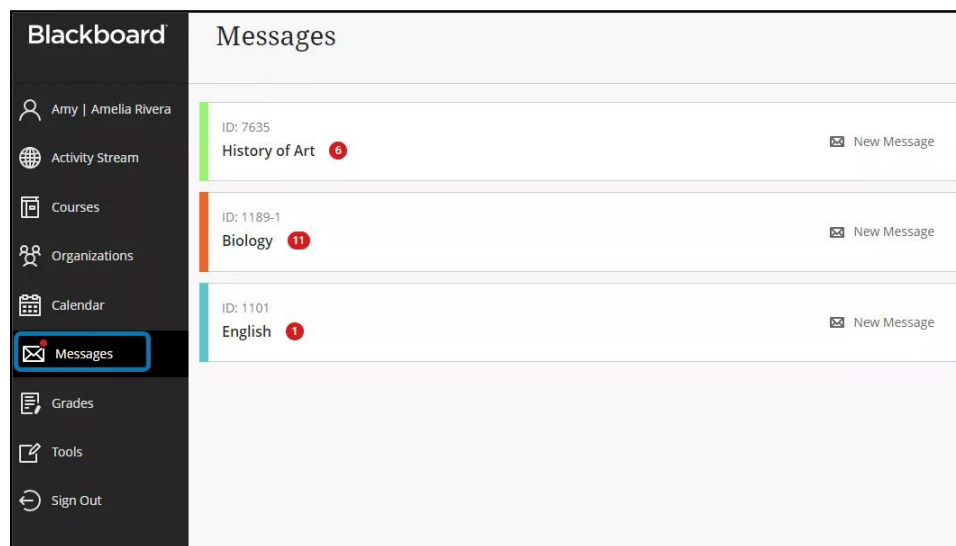 Blackboard
Amy | Amelia Rivera
Activity Stream
Courses
Organizations
Calendar
Messages
Grades
Tools
Sign Out
Messages
ID: 7635
History of Art 6
New Message
ID: 1189-1
Biology 11
New Message
ID: 1101
English 1
New Message